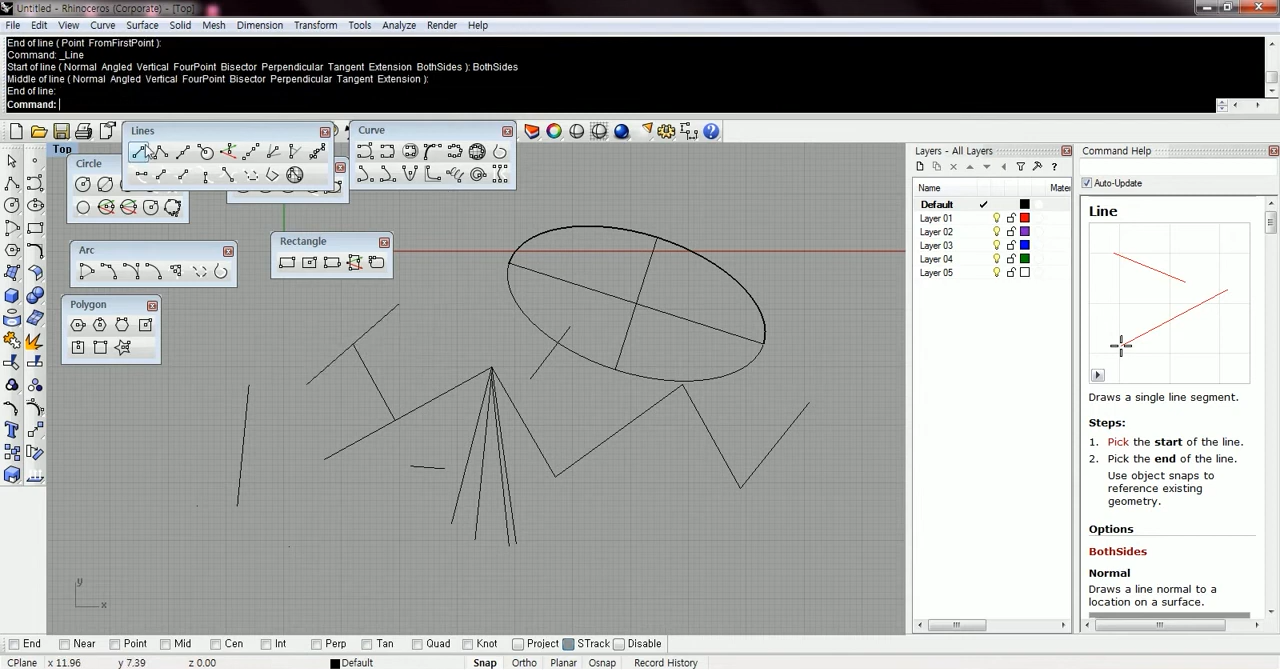 Untitled - Rhinoceros (Corporate) - [Top]
File Edit View Curve Surface Solid Mesh Dimension Transform Tools Analyze Render Help
End of line ( Point FromFirstPoint ):
Command: _Line
Start of line ( Normal Angled Vertical FourPoint Bisector Perpendicular Tangent Extension BothSides ): BothSides
Middle of line ( Normal Angled Vertical FourPoint Bisector Perpendicular Tangent Extension ):
End of line:
Command:
Lines
Curve
Top
Circle
Arc
Rectangle
Polygon
Layers - All Layers
Name Mater
Default
Layer 01
Layer 02
Layer 03
Layer 04
Layer 05
Command Help
Auto-Update
Line
Draws a single line segment.
Steps:
1. Pick the start of the line.
2. Pick the end of the line.
Use object snaps to
reference existing
geometry.
Options
BothSides
Normal
Draws a line normal to a
location on a surface.
y
x
End Near Point Mid Cen Int Perp Tan Quad Knot Project STrack Disable
CPlane x 11.96 y 7.39 z 0.00 Default Snap Ortho Planar Osnap Record History